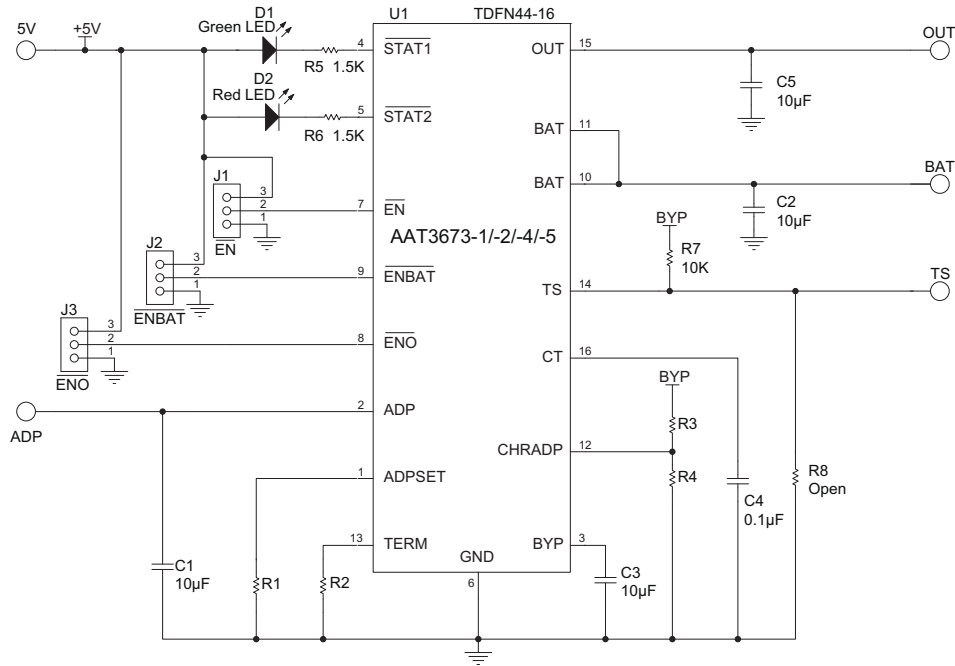 5V
+5V
D1
Green LED
R5 1.5K
D2
Red LED
R6 1.5K
U1
TDFN44-16
4
STAT1
5
STAT2
7
EN
9
ENBAT
8
ENO
2
ADP
1
ADPSET
13
TERM
AAT3673-1/-2/-4/-5
GND
6
OUT
15
BAT
11
BAT
10
TS
14
CT
16
CHRADP
12
BYP
3
J1
3
2
1
EN
J2
3
2
1
ENBAT
J3
3
2
1
ENO
ADP
C1
10µF
R1
R2
OUT
C5
10µF
BAT
C2
10µF
BYP
R7
10K
TS
BYP
R3
R4
C4
0.1µF
R8
Open
C3
10µF